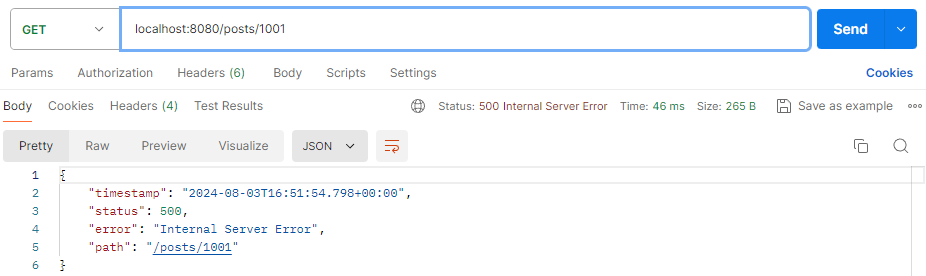 GET localhost:8080/posts/1001 Send
Params Authorization Headers (6) Body Scripts Settings Cookies
Body Cookies Headers (4) Test Results Status: 500 Internal Server Error Time: 46 ms Size: 265 B Save as example
Pretty Raw Preview Visualize JSON
1 {
2 "timestamp": "2024-08-03T16:51:54.798+00:00",
3 "status": 500,
4 "error": "Internal Server Error",
5 "path": "/posts/1001"
6 }